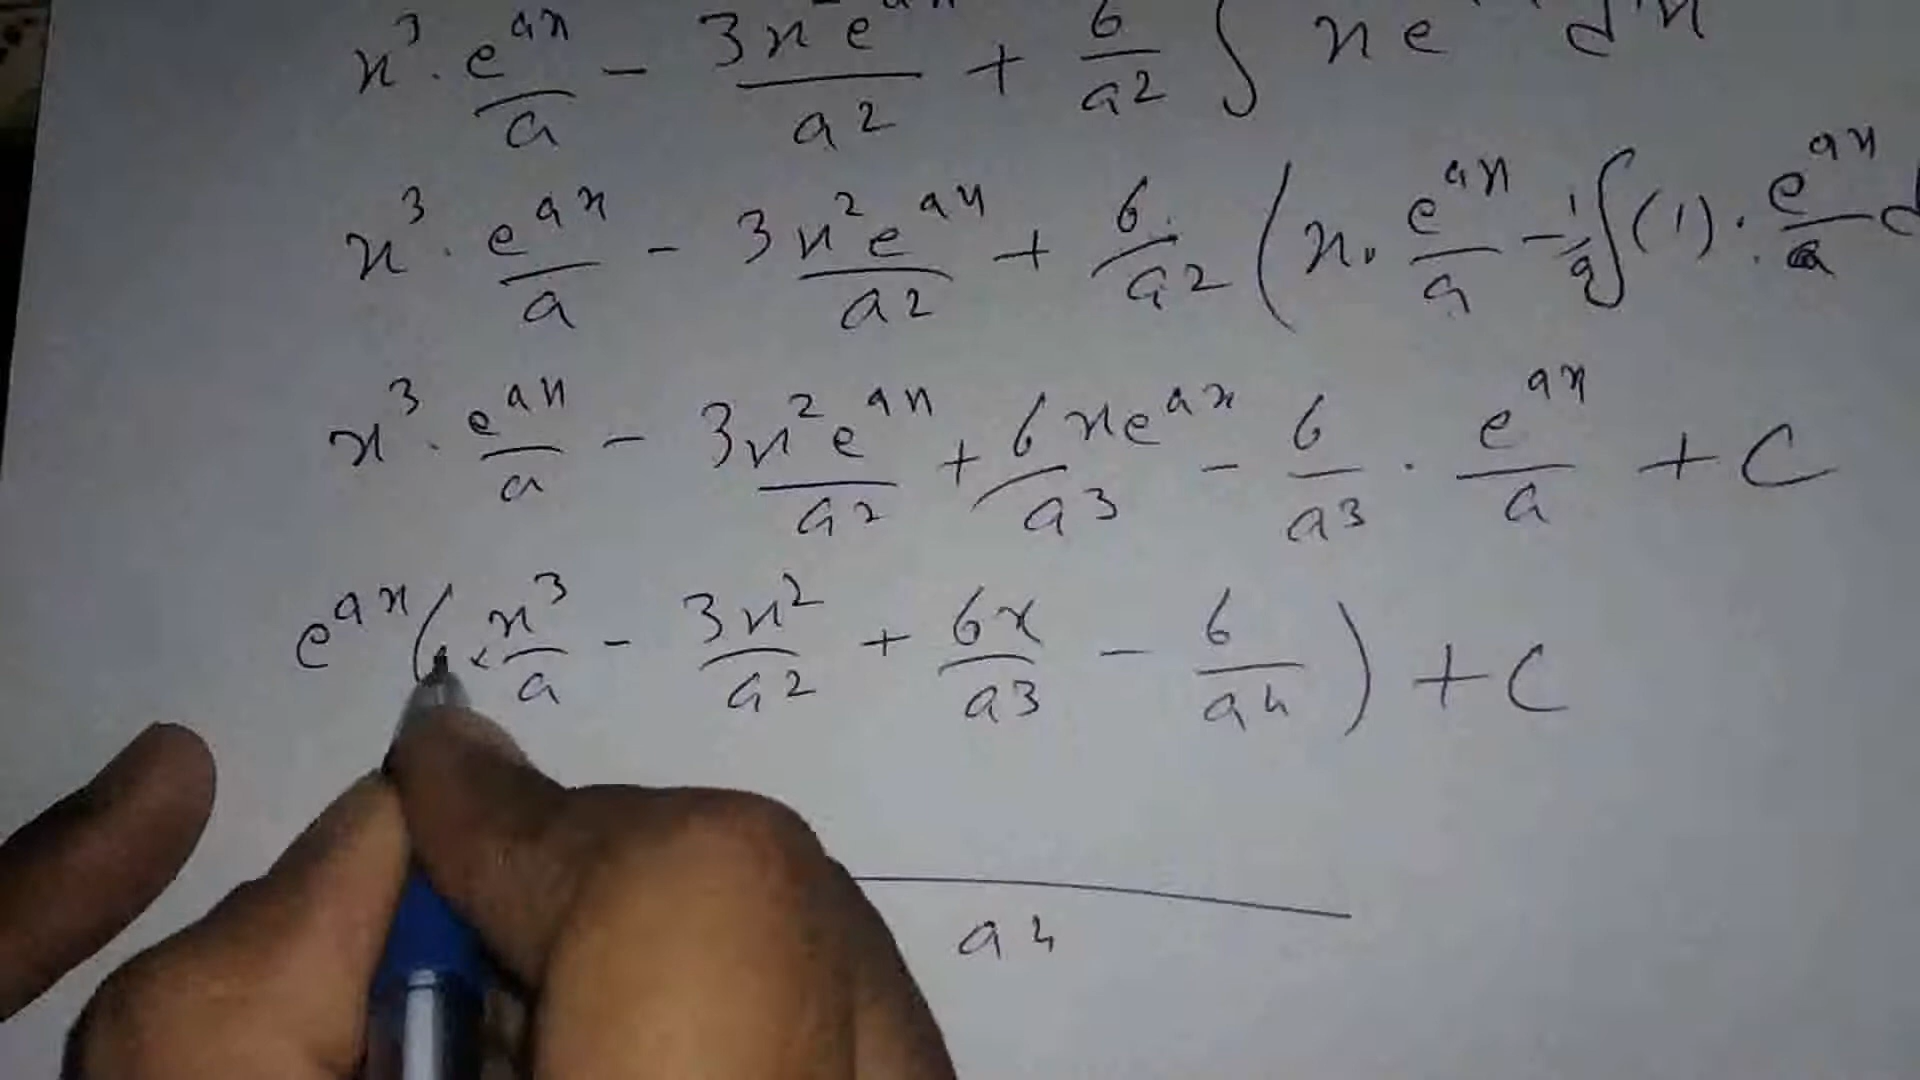 x³ · e^{ax}/a − 3x²e^{ax}/a² + 6/a² ∫ x e^{ax} dx
x³ · e^{ax}/a − 3x²e^{ax}/a² + 6/a² (x · e^{ax}/a − 1/a ∫(1) · e^{ax}/a d
x³ · e^{ax}/a − 3x²e^{ax}/a² + 6xe^{ax}/a³ − 6/a³ · e^{ax}/a + C
e^{ax}(x³/a − 3x²/a² + 6x/a³ − 6/a⁴) + C
a⁴